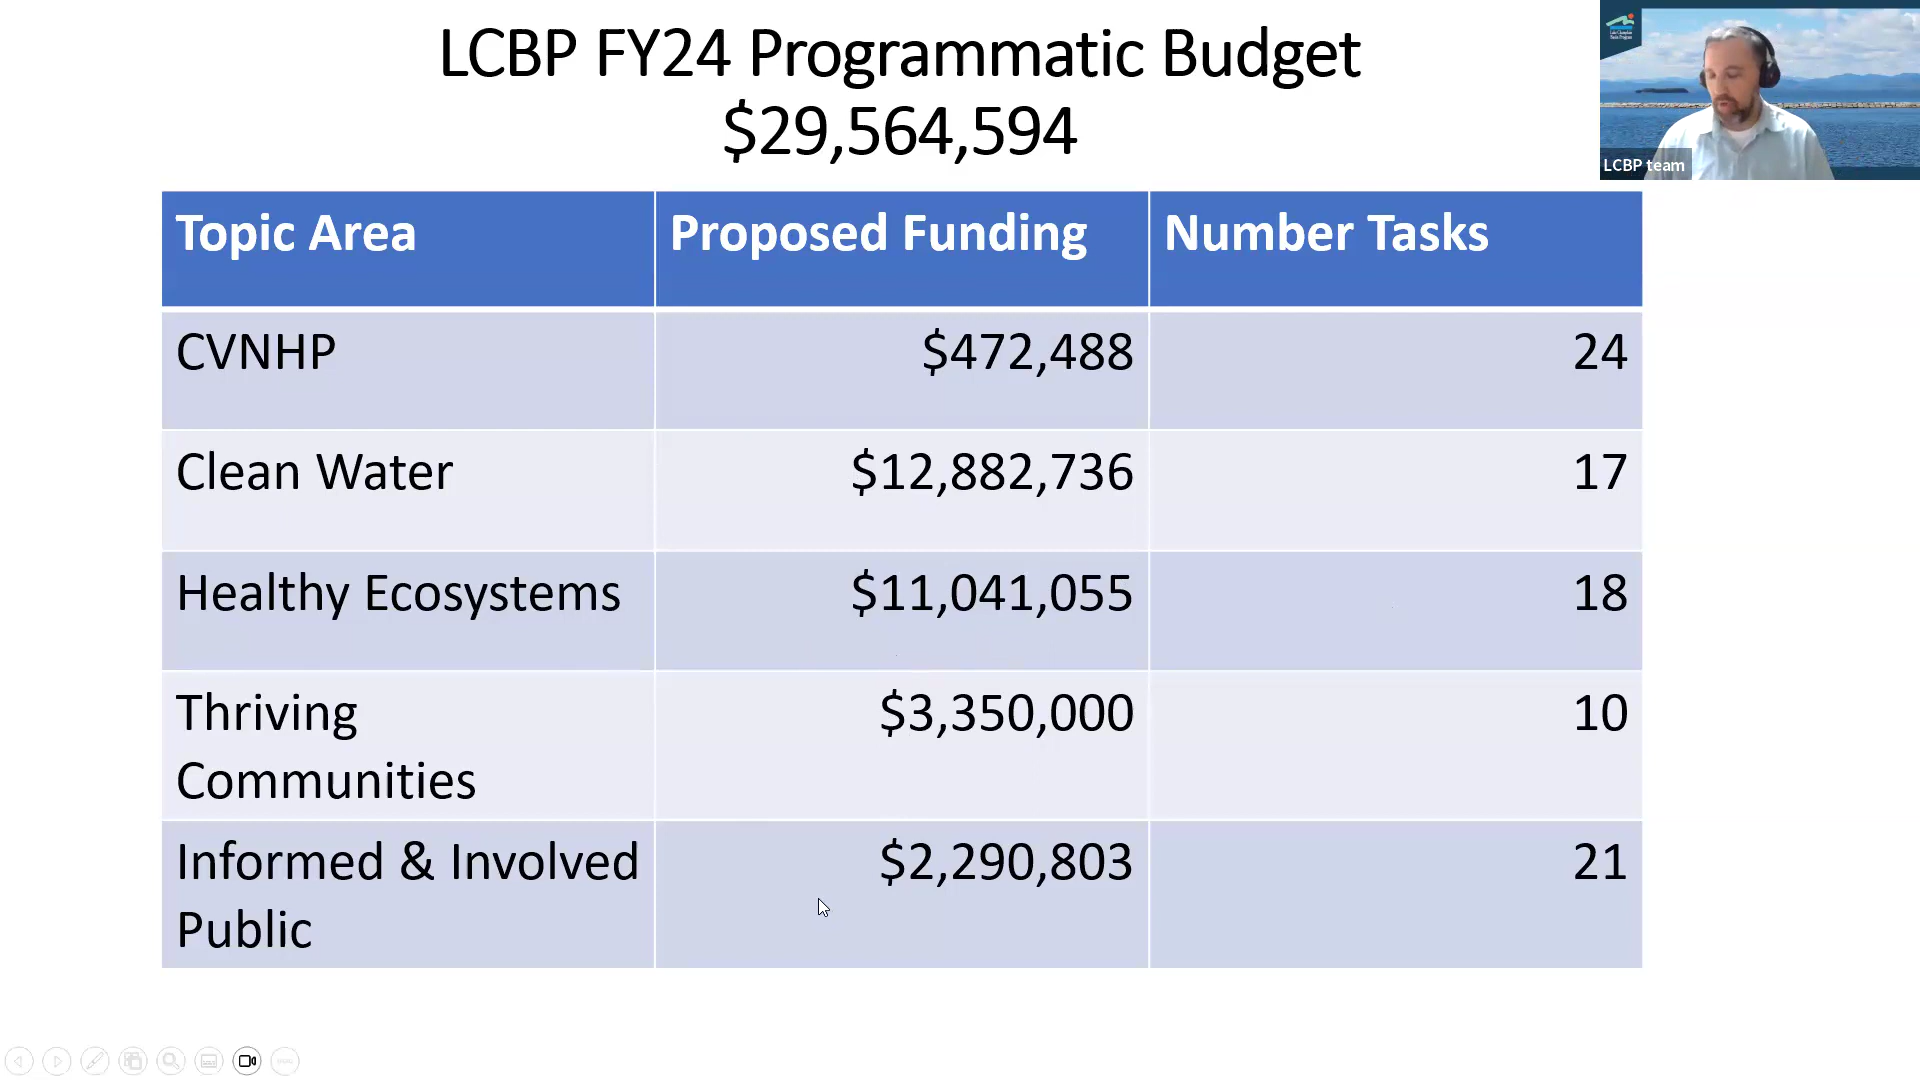 LCBP FY24 Programmatic Budget
$29,564,594
LCBP team
Topic Area Proposed Funding Number Tasks
CVNHP $472,488 24
Clean Water $12,882,736 17
Healthy Ecosystems $11,041,055 18
Thriving Communities $3,350,000 10
Informed & Involved Public $2,290,803 21